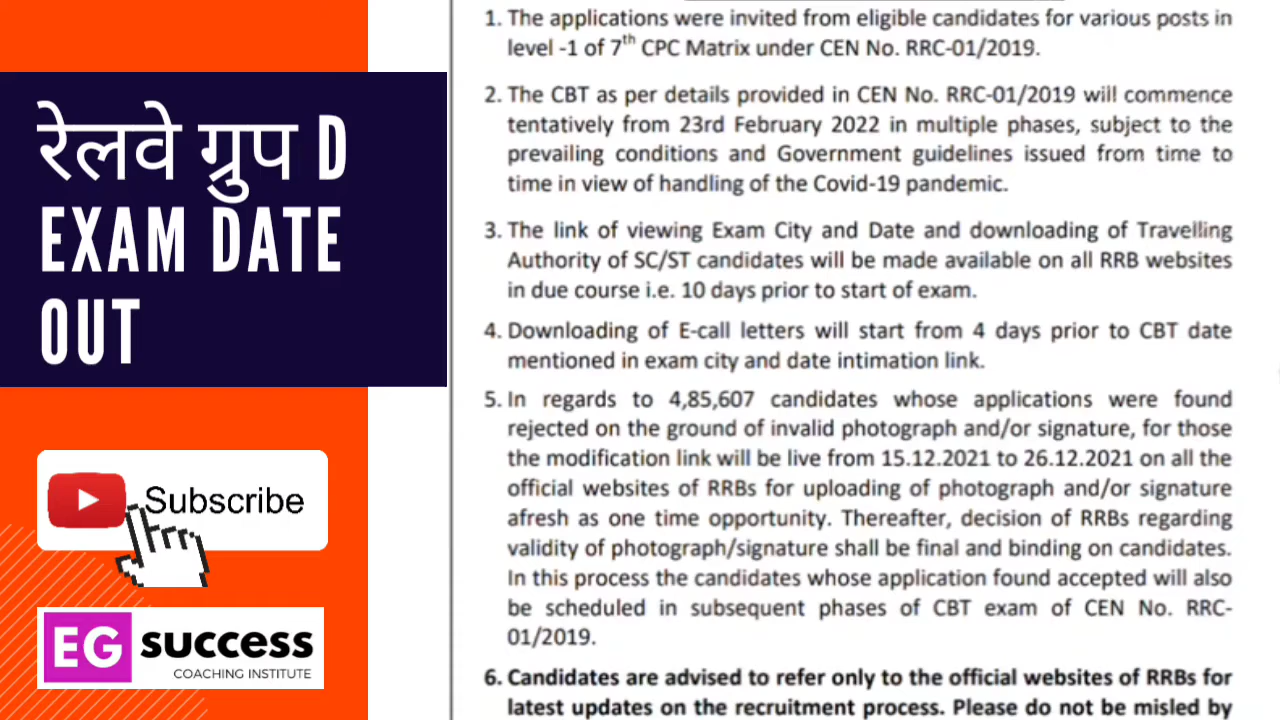 रेलवे ग्रुप D
EXAM DATE
OUT
Subscribe
EG success
COACHING INSTITUTE
1. The applications were invited from eligible candidates for various posts in
level -1 of 7th CPC Matrix under CEN No. RRC-01/2019.
2. The CBT as per details provided in CEN No. RRC-01/2019 will commence
tentatively from 23rd February 2022 in multiple phases, subject to the
prevailing conditions and Government guidelines issued from time to
time in view of handling of the Covid-19 pandemic.
3. The link of viewing Exam City and Date and downloading of Travelling
Authority of SC/ST candidates will be made available on all RRB websites
in due course i.e. 10 days prior to start of exam.
4. Downloading of E-call letters will start from 4 days prior to CBT date
mentioned in exam city and date intimation link.
5. In regards to 4,85,607 candidates whose applications were found
rejected on the ground of invalid photograph and/or signature, for those
the modification link will be live from 15.12.2021 to 26.12.2021 on all the
official websites of RRBs for uploading of photograph and/or signature
afresh as one time opportunity. Thereafter, decision of RRBs regarding
validity of photograph/signature shall be final and binding on candidates.
In this process the candidates whose application found accepted will also
be scheduled in subsequent phases of CBT exam of CEN No. RRC-
01/2019.
6. Candidates are advised to refer only to the official websites of RRBs for
latest updates on the recruitment process. Please do not be misled by